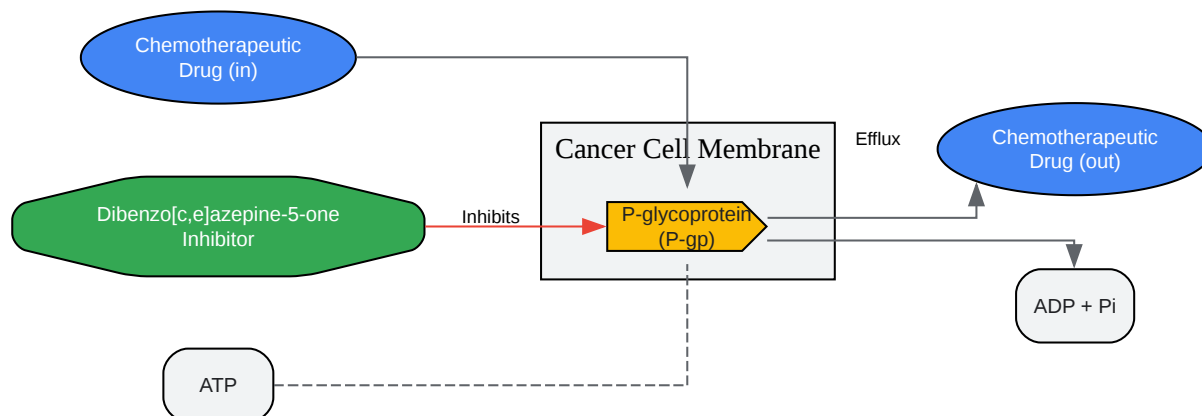 Chemotherapeutic
Drug (in)
Cancer Cell Membrane
Efflux
Chemotherapeutic
Drug (out)
Dibenzo[c,e]azepine-5-one
Inhibitor
Inhibits
P-glycoprotein
(P-gp)
ADP + Pi
ATP